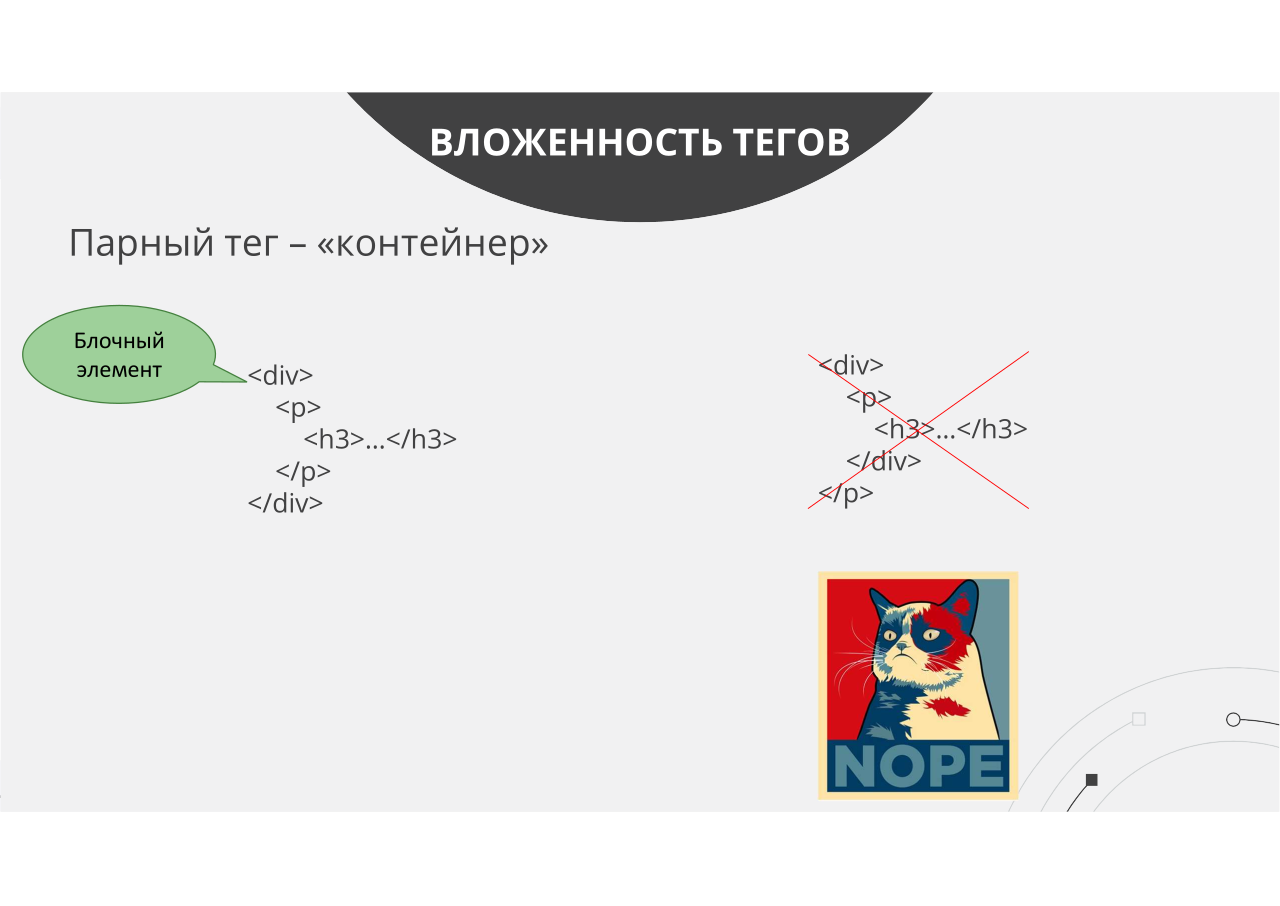 ВЛОЖЕННОСТЬ ТЕГОВ
Парный тег – «контейнер»
Блочный
элемент
<div>
<p>
<h3>...</h3>
</p>
</div>
<div>
<p>
<h3>...</h3>
</div>
</p>
NOPE